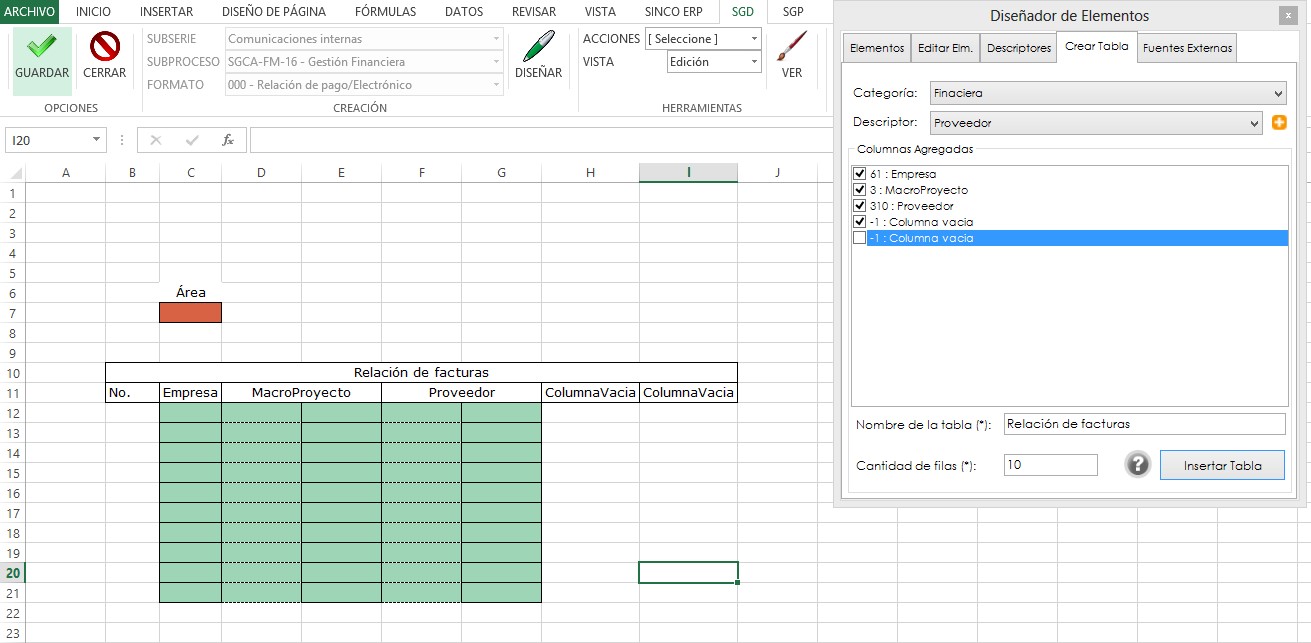 ARCHIVO INICIO INSERTAR DISEÑO DE PÁGINA FÓRMULAS DATOS REVISAR VISTA SINCO ERP SGD SGP
GUARDAR
CERRAR
OPCIONES
SUBSERIE Comunicaciones internas
SUBPROCESO SGCA-FM-16 - Gestión Financiera
FORMATO 000 - Relación de pago/Electrónico
CREACIÓN
DISEÑAR
ACCIONES [ Seleccione ]
VISTA Edición
VER
HERRAMIENTAS
I20
fx
A B C D E F G H I J
1
2
3
4
5
6 Área
7
8
9
10 Relación de facturas
11 No. Empresa MacroProyecto Proveedor ColumnaVacia ColumnaVacia
12
13
14
15
16
17
18
19
20
21
22
23
Diseñador de Elementos
x
Elementos Editar Elm. Descriptores Crear Tabla Fuentes Externas
Categoría: Finaciera
Descriptor: Proveedor
Columnas Agregadas
61 : Empresa
3 : MacroProyecto
310 : Proveedor
-1 : Columna vacia
-1 : Columna vacia
Nombre de la tabla (*): Relación de facturas
Cantidad de filas (*): 10
?
Insertar Tabla